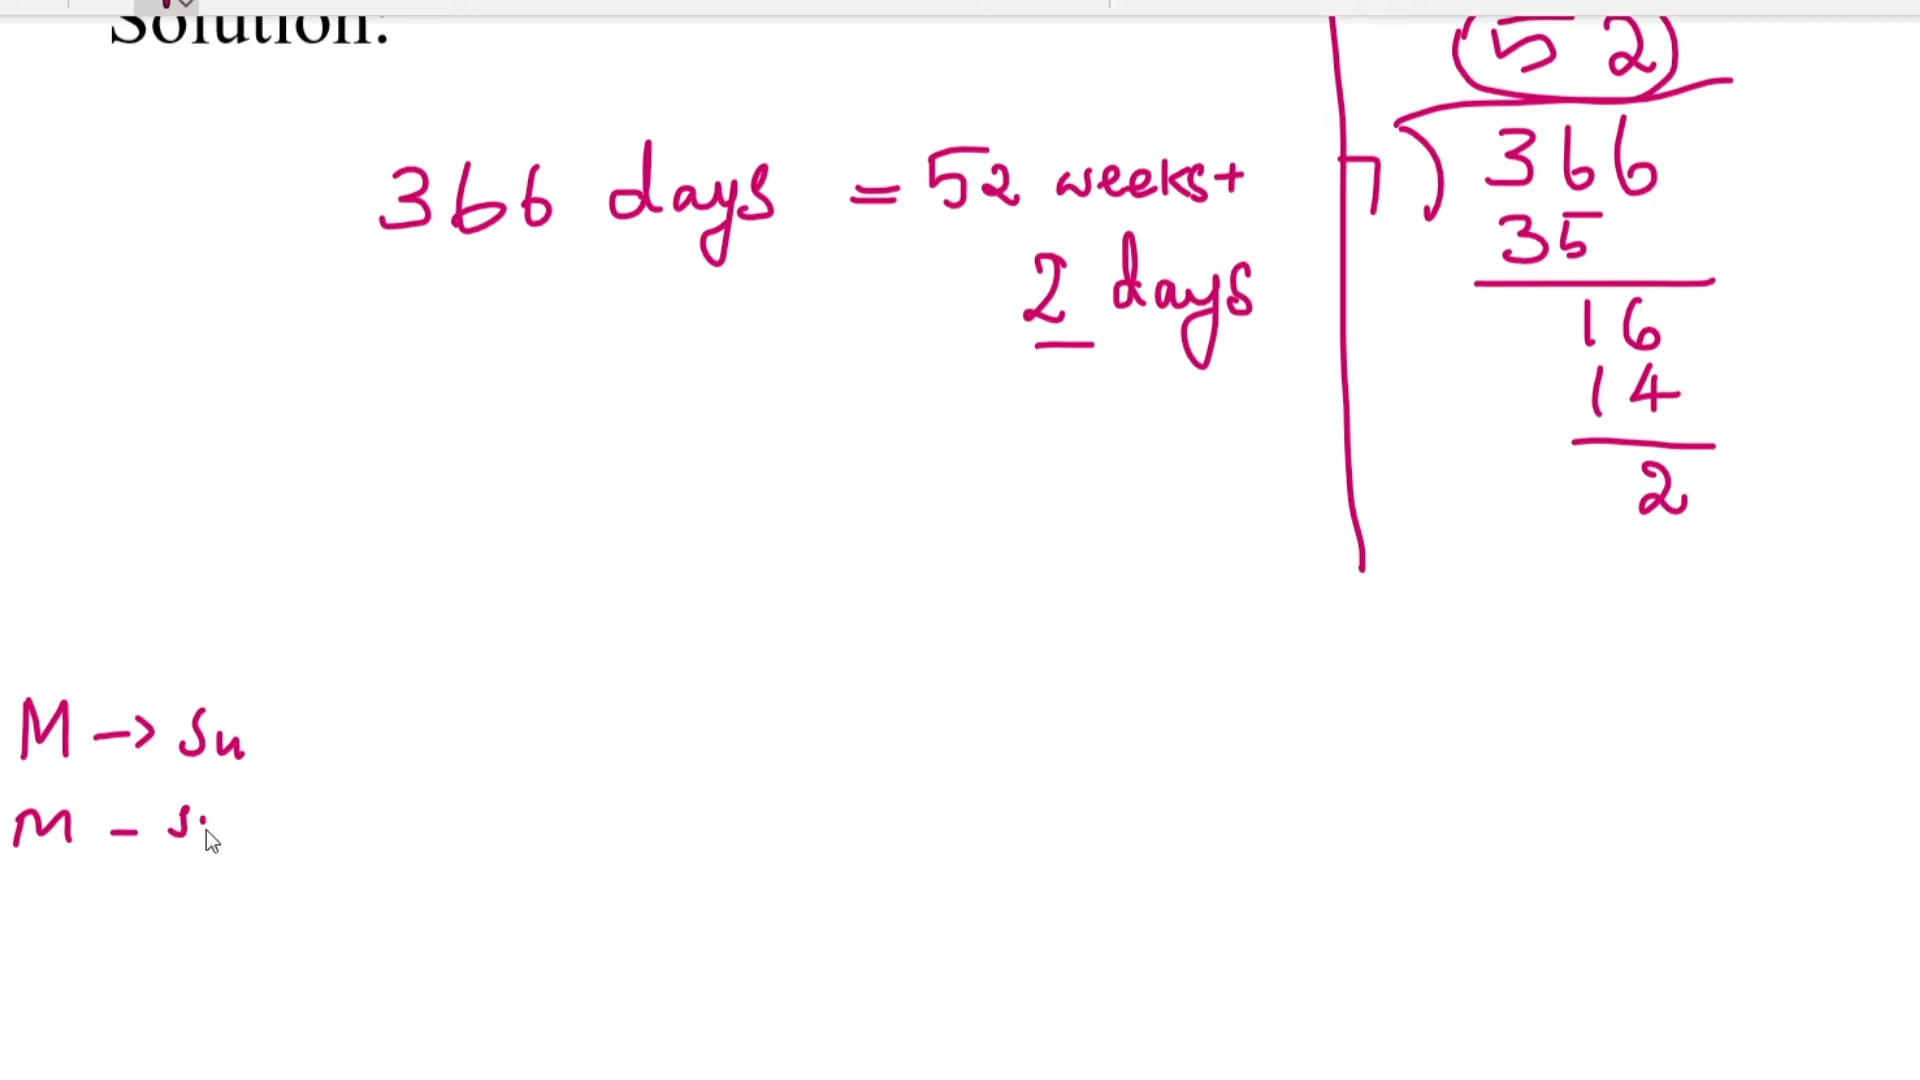 Solution:
366 days = 52 weeks+
2 days
52
7) 366
35
16
14
2
M -> Su
M - S